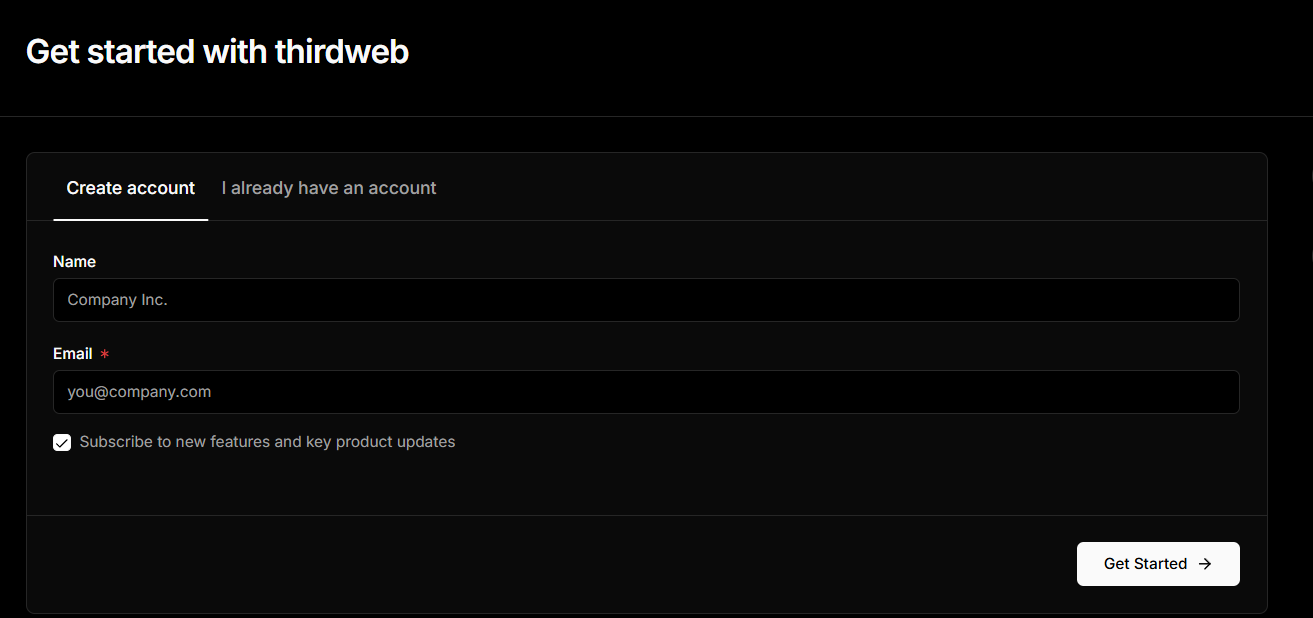 Get started with thirdweb
Create account I already have an account
Name
Company Inc.
Email *
you@company.com
Subscribe to new features and key product updates
Get Started →